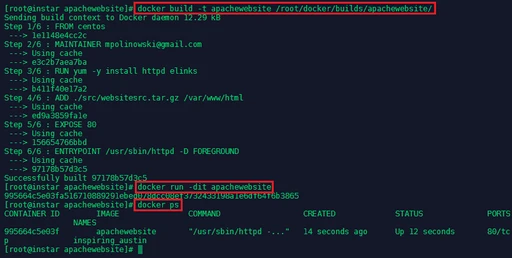 [root@instar apachewebsite]# docker build -t apachewebsite /root/docker/builds/apachewebsite/
Sending build context to Docker daemon 12.29 kB
Step 1/6 : FROM centos
---> 1e1148e4cc2c
Step 2/6 : MAINTAINER mpolinowski@gmail.com
---> Using cache
---> e3c2b7aea7ba
Step 3/6 : RUN yum -y install httpd elinks
---> Using cache
---> b411f40e17a2
Step 4/6 : ADD ./src/websitesrc.tar.gz /var/www/html
---> Using cache
---> ed9a3859fa1e
Step 5/6 : EXPOSE 80
---> Using cache
---> 156654766bbd
Step 6/6 : ENTRYPOINT /usr/sbin/httpd -D FOREGROUND
---> Using cache
---> 97178b57d3c5
Successfully built 97178b57d3c5
[root@instar apachewebsite]# docker run -dit apachewebsite
[root@instar apachewebsite]# docker ps
CONTAINER ID IMAGE COMMAND CREATED STATUS PORTS
NAMES
995664c5e03f apachewebsite "/usr/sbin/httpd -..." 14 seconds ago Up 12 seconds 80/tc
p inspiring_austin
[root@instar apachewebsite]#